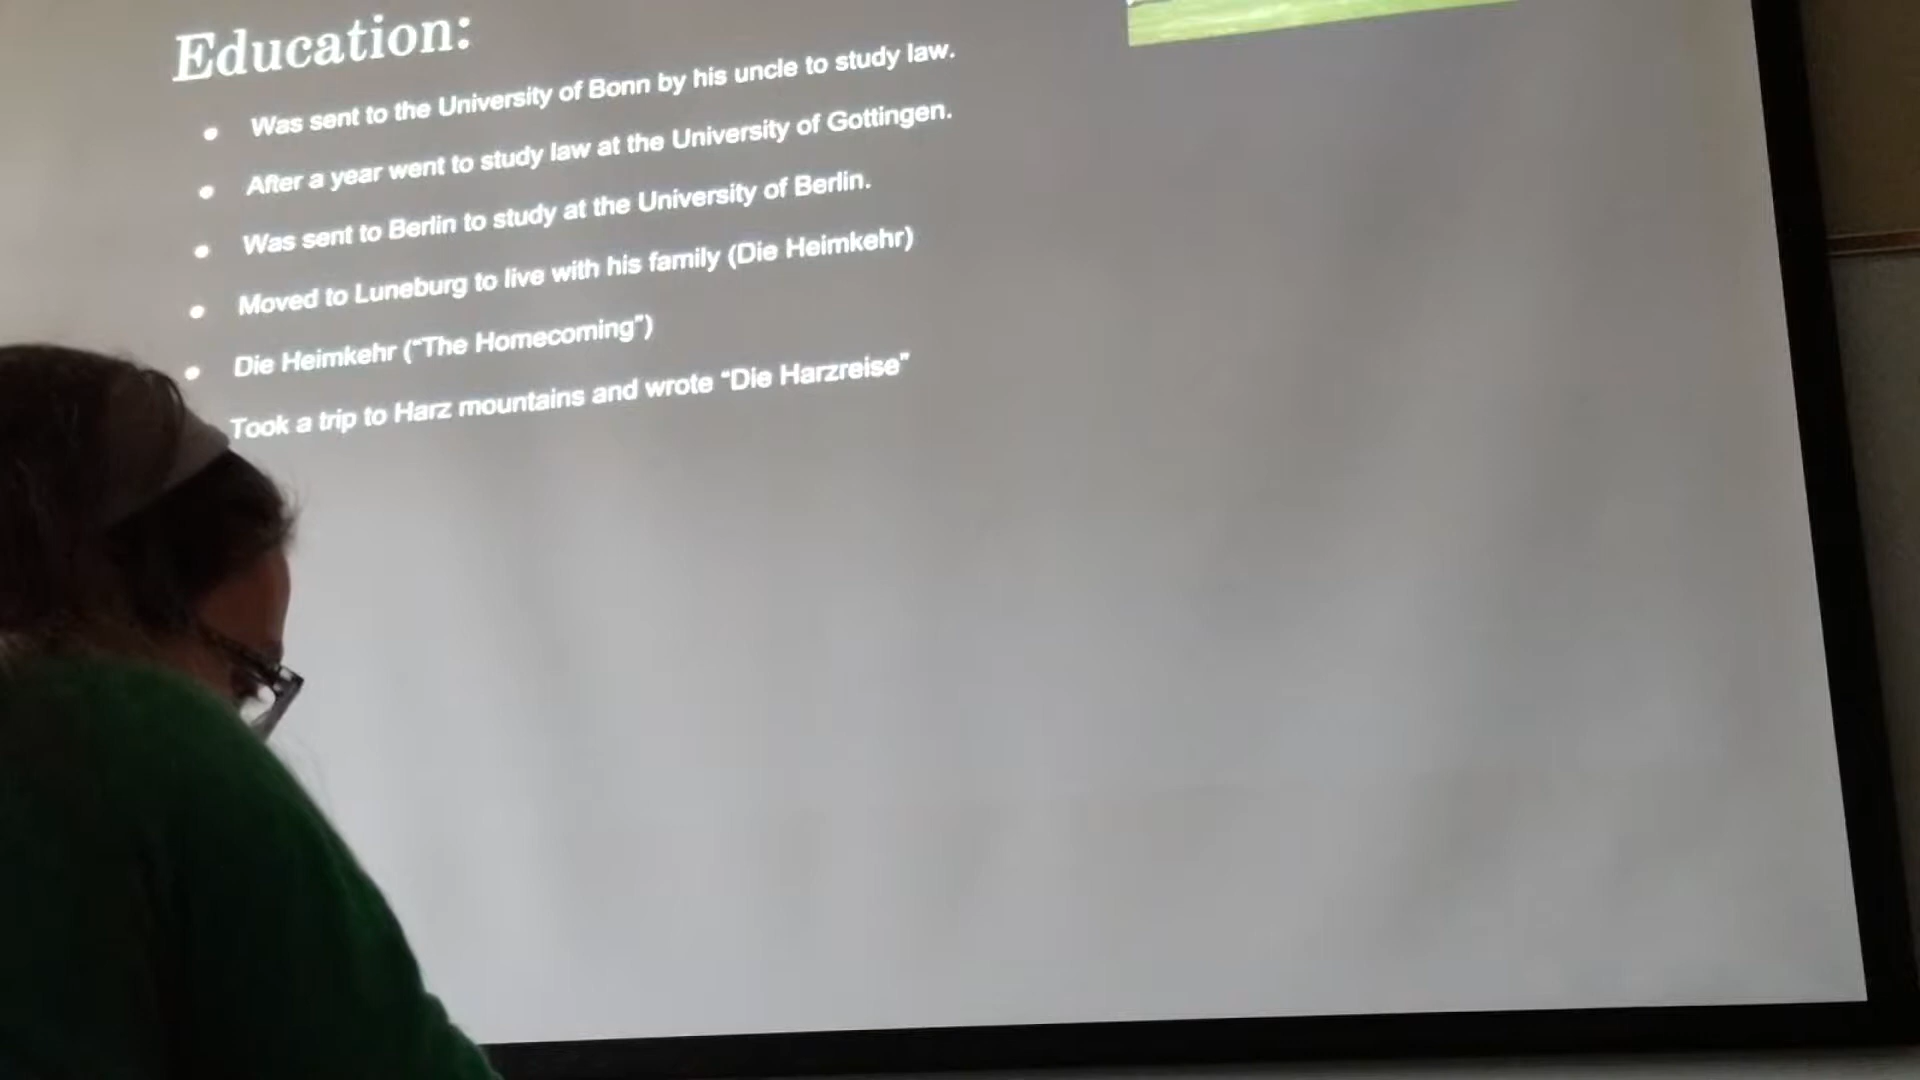 Education:
Was sent to the University of Bonn by his uncle to study law.
After a year went to study law at the University of Gottingen.
Was sent to Berlin to study at the University of Berlin.
Moved to Luneburg to live with his family (Die Heimkehr)
Die Heimkehr (“The Homecoming”)
Took a trip to Harz mountains and wrote “Die Harzreise”